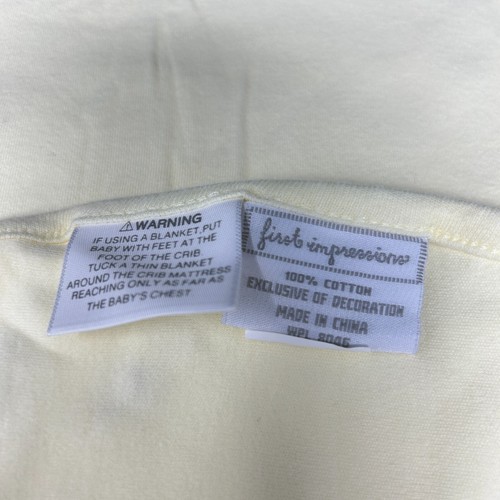 ⚠WARNING
IF USING A BLANKET, PUT
BABY WITH FEET AT THE
FOOT OF THE CRIB.
TUCK A THIN BLANKET
AROUND THE CRIB MATTRESS
REACHING ONLY AS FAR AS
THE BABY'S CHEST.
first impressions
100% COTTON
EXCLUSIVE OF DECORATION
MADE IN CHINA
WPL 8046